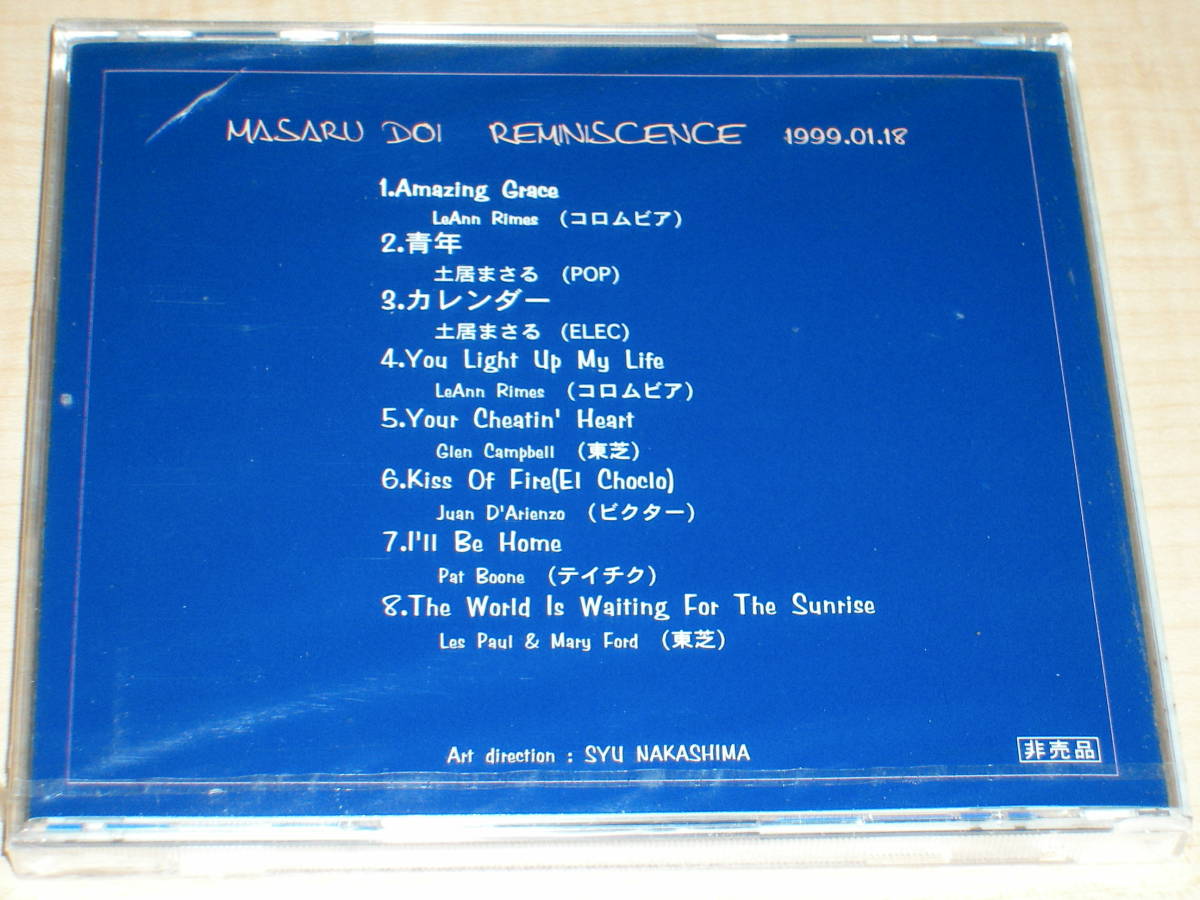 MASARU DOI REMINISCENCE 1999.01.18
1.Amazing Grace
LeAnn Rimes (コロムビア)
2.青年
土居まさる (POP)
3.カレンダー
土居まさる (ELEC)
4.You Light Up My Life
LeAnn Rimes (コロムビア)
5.Your Cheatin' Heart
Glen Campbell (東芝)
6.Kiss Of Fire(El Choclo)
Juan D'Arienzo (ビクター)
7.I'll Be Home
Pat Boone (テイチク)
8.The World Is Waiting For The Sunrise
Les Paul & Mary Ford (東芝)
Art direction : SYU NAKASHIMA
非売品